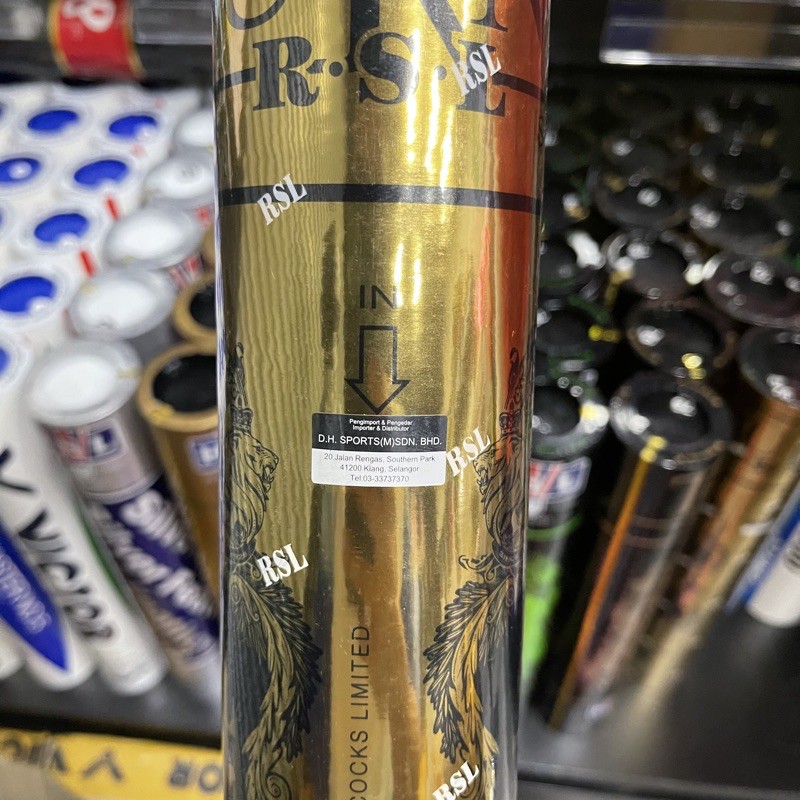 R·S·L
RSL
RSL
IN
Pengimport & Pengedar
Importer & Distributor
D.H. SPORTS(M)SDN. BHD.
20 Jalan Rengas, Southern Park
41200 Klang, Selangor
Tel:03-33737370
RSL
RSL
COCKS LIMITED
RSL
VICTOR